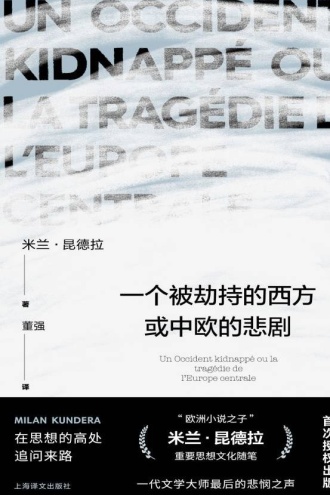 UN OCCIDENT
KIDNAPPÉ OU
LA TRAGÉDIE
L'EUROPE
CENTRALE
米兰·昆德拉
著
董强
译
一个被劫持的西方
或中欧的悲剧
Un Occident kidnappé ou la
tragédie de
l'Europe centrale
MILAN KUNDERA
在思想的高处
追问来路
上海译文出版社
“欧洲小说之子”
米兰·昆德拉
重要思想文化随笔
一代文学大师最后的悲悯之声
首次授权出版